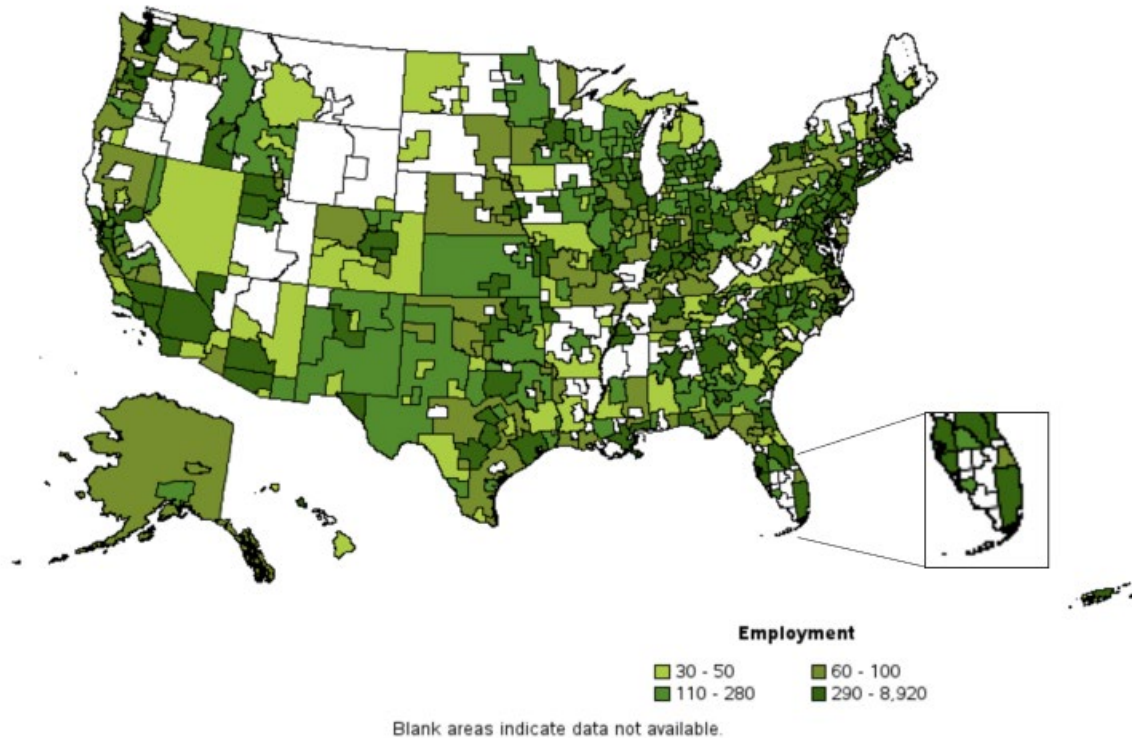 Employment
30 - 50
60 - 100
110 - 280
290 - 8,920
Blank areas indicate data not available.